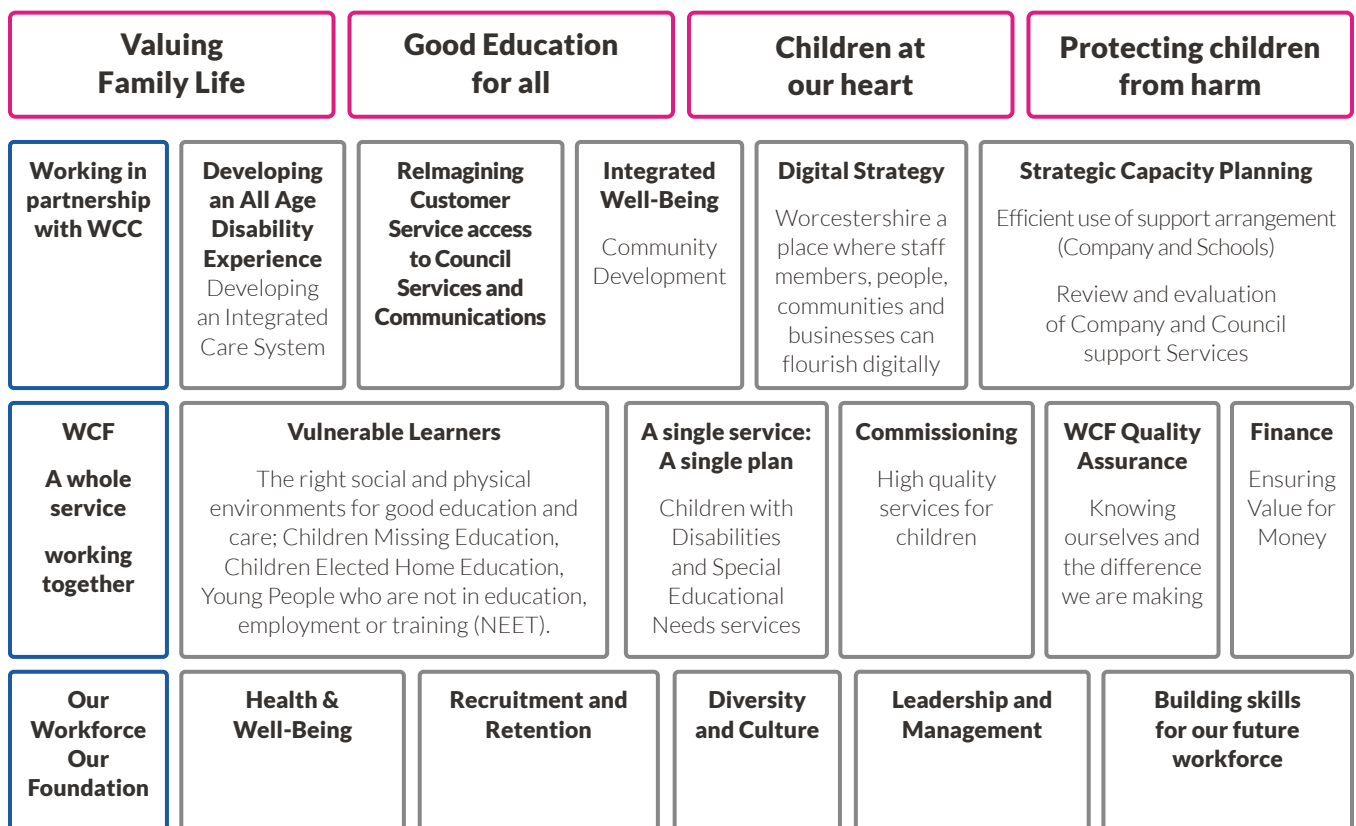 Valuing
Family Life
Good Education
for all
Children at
our heart
Protecting children
from harm
Working in
partnership
with WCC
Developing
an All Age
Disability
Experience
Developing
an Integrated
Care System
ReImagining
Customer
Service access
to Council
Services and
Communications
Integrated
Well-Being
Community
Development
Digital Strategy
Worcestershire a
place where staff
members, people,
communities and
businesses can
flourish digitally
Strategic Capacity Planning
Efficient use of support arrangement
(Company and Schools)
Review and evaluation
of Company and Council
support Services
WCF
A whole
service
working
together
Vulnerable Learners
The right social and physical
environments for good education and
care; Children Missing Education,
Children Elected Home Education,
Young People who are not in education,
employment or training (NEET).
A single service:
A single plan
Children with
Disabilities
and Special
Educational
Needs services
Commissioning
High quality
services for
children
WCF Quality
Assurance
Knowing
ourselves and
the difference
we are making
Finance
Ensuring
Value for
Money
Our
Workforce
Our
Foundation
Health &
Well-Being
Recruitment and
Retention
Diversity
and Culture
Leadership and
Management
Building skills
for our future
workforce